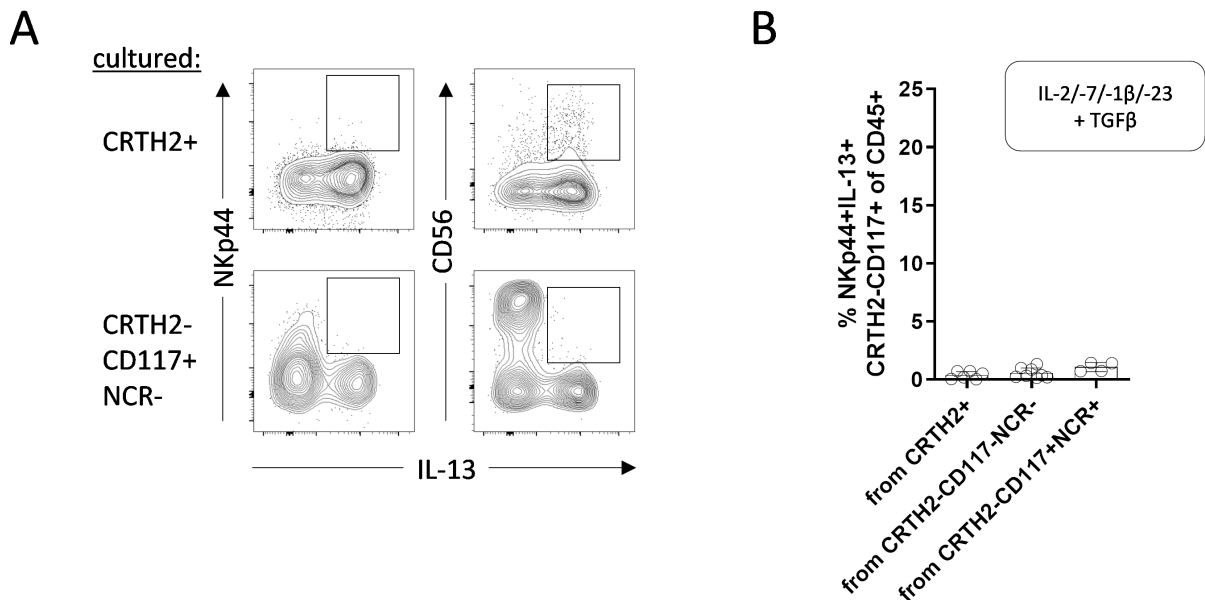 A
cultured:
CRTH2+
CRTH2-
CD117+
NCR-
NKp44
CD56
IL-13
B
IL-2/-7/-1β/-23
+ TGFβ
% NKp44+IL-13+
CRTH2-CD117+ of CD45+
25
20
15
10
5
0
from CRTH2+
from CRTH2-CD117-NCR-
from CRTH2-CD117+NCR+